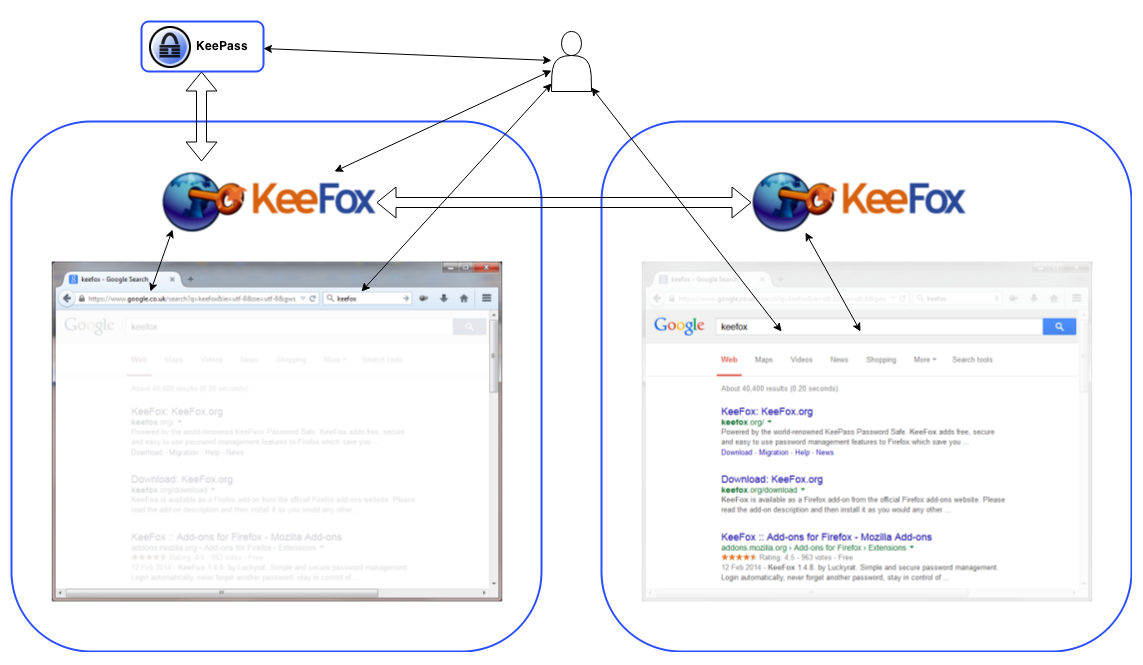 KeePass
KeeFox
KeeFox
keefox - Google Search
https://www.google.co.uk/search?q=keefox&ie=utf-8&oe=utf-8&gws
keefox
Google
keefox
Web Maps Videos News Shopping More Search tools
About 40,400 results (0.20 seconds)
KeeFox: KeeFox.org
keefox.org/
Powered by the world-renowned KeePass Password Safe. KeeFox adds free, secure
and easy to use password management features to Firefox which save you ...
Download - Migration - Help - News
Download: KeeFox.org
keefox.org/download
KeeFox is available as a Firefox add-on from the official Firefox add-ons website. Please
read the add-on description and then install it as you would any other ...
KeeFox :: Add-ons for Firefox - Mozilla Add-ons
addons.mozilla.org › Add-ons for Firefox › Extensions
Rating: 4.5 - 963 votes - Free
12 Feb 2014 - KeeFox 1.4.8. by Luckyrat. Simple and secure password management.
Login automatically, never forget another password, stay in control of ...
keefox - Google Search
keefox
Google
keefox
Web Maps Videos News Shopping More Search tools
About 40,400 results (0.20 seconds)
KeeFox: KeeFox.org
keefox.org/
Powered by the world-renowned KeePass Password Safe. KeeFox adds free, secure
and easy to use password management features to Firefox which save you ...
Download - Migration - Help - News
Download: KeeFox.org
keefox.org/download
KeeFox is available as a Firefox add-on from the official Firefox add-ons website. Please
read the add-on description and then install it as you would any other ...
KeeFox :: Add-ons for Firefox - Mozilla Add-ons
addons.mozilla.org › Add-ons for Firefox › Extensions
Rating: 4.5 - 963 votes - Free
12 Feb 2014 - KeeFox 1.4.8. by Luckyrat. Simple and secure password management.
Login automatically, never forget another password, stay in control of ...